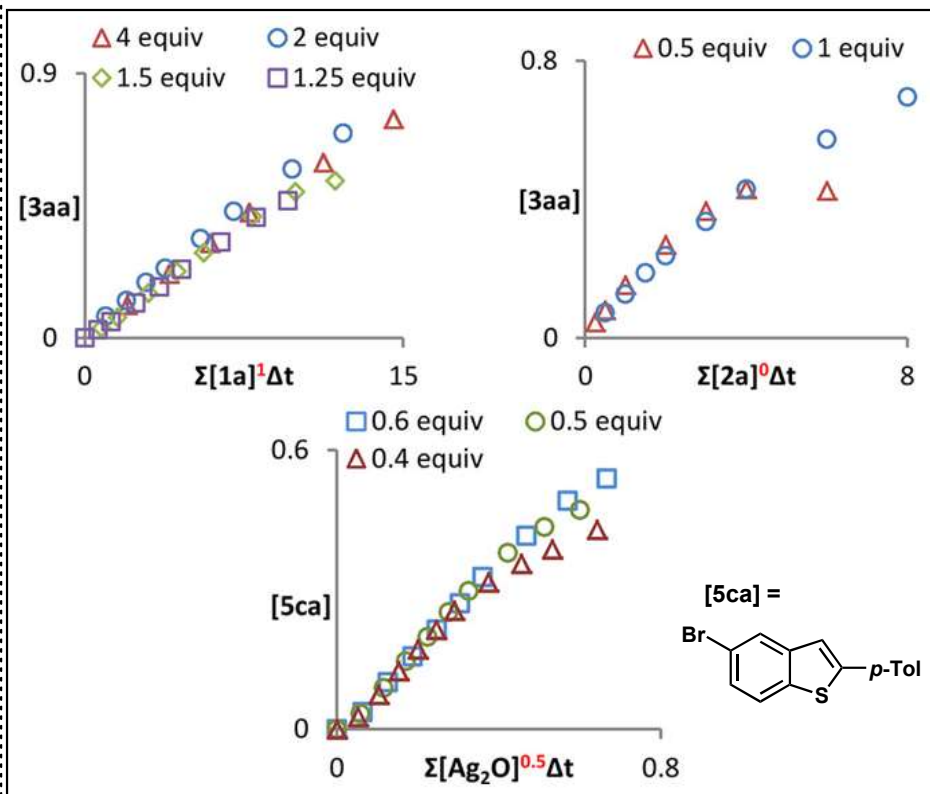 4 equiv 2 equiv
1.5 equiv 1.25 equiv
0.9
[3aa]
0
0 15
Σ[1a]¹Δt
0.5 equiv 1 equiv
0.8
[3aa]
0
0 8
Σ[2a]⁰Δt
0.6 equiv 0.5 equiv
0.4 equiv
0.6
[5ca]
0
0 0.8
Σ[Ag₂O]⁰·⁵Δt
[5ca] =
Br
S
p-Tol